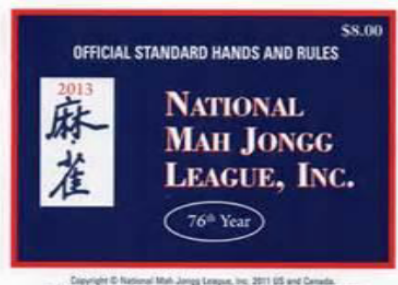 $8.00
OFFICIAL STANDARD HANDS AND RULES
2013
麻
雀
NATIONAL
MAH JONGG
LEAGUE, INC.
76th Year
Copyright © National Mah Jongg League, Inc. 2011 US and Canada.